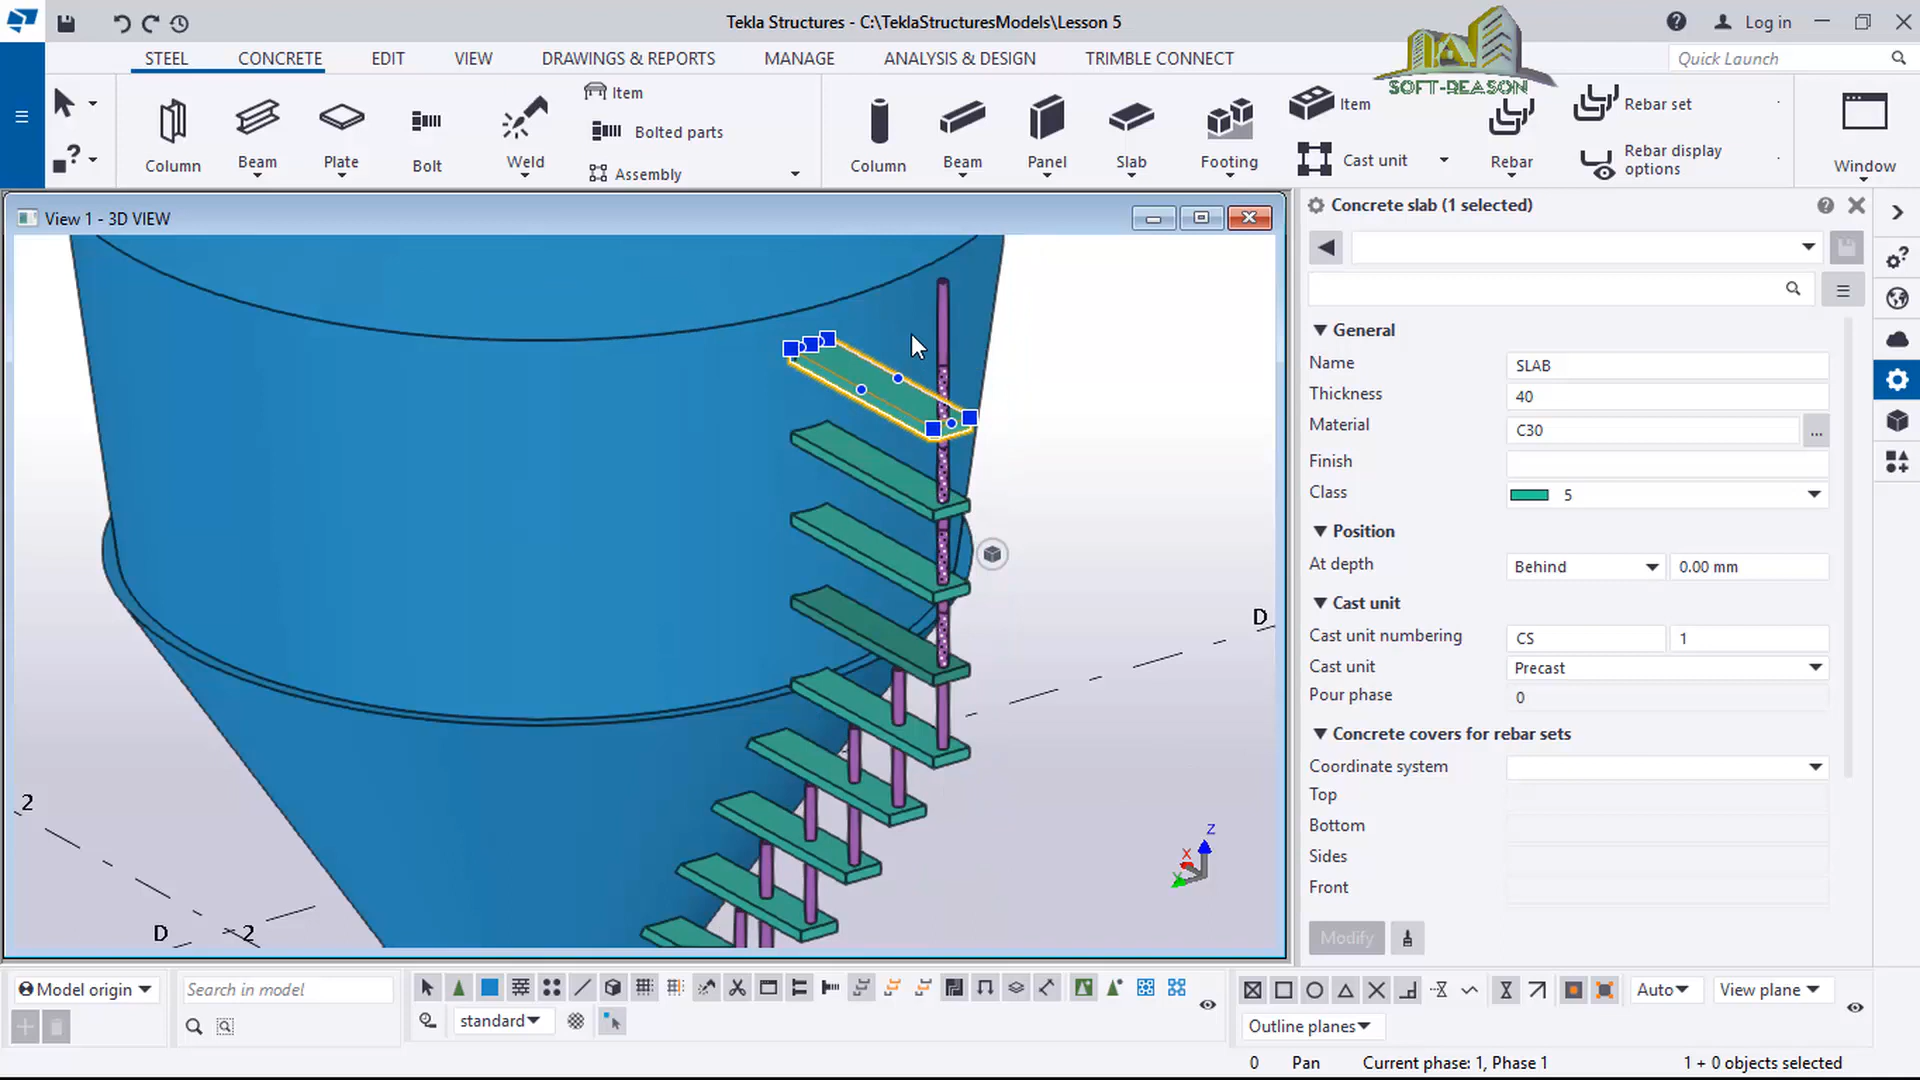 Tekla Structures - C:\TeklaStructuresModels\Lesson 5
Log in
STEEL CONCRETE EDIT VIEW DRAWINGS & REPORTS MANAGE ANALYSIS & DESIGN TRIMBLE CONNECT
Quick Launch
SOFT-REASON
Column
Beam
Plate
Bolt
Weld
Item
Bolted parts
Assembly
Column
Beam
Panel
Slab
Footing
Item
Cast unit
Rebar
Rebar set
Rebar display
options
Window
View 1 - 3D VIEW
Concrete slab (1 selected)
General
Name SLAB
Thickness 40
Material C30 ...
Finish
Class 5
Position
At depth Behind 0.00 mm
Cast unit
Cast unit numbering CS 1
Cast unit Precast
Pour phase 0
Concrete covers for rebar sets
Coordinate system
Top
Bottom
Sides
Front
Modify
D
2
D
2
Z
X
Y
Model origin
Search in model
standard
Auto
View plane
Outline planes
0 Pan Current phase: 1, Phase 1 1 + 0 objects selected